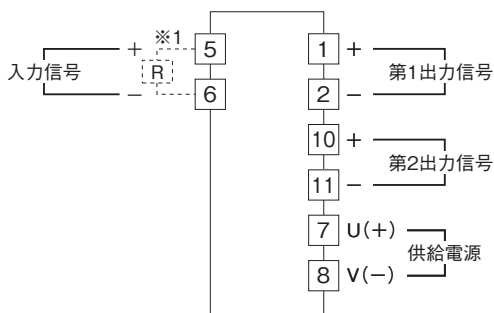 ※1
入力信号
+
R
−
5
6
1 +
第1出力信号
2 −
10 +
第2出力信号
11 −
7 U(+)
供給電源
8 V(−)